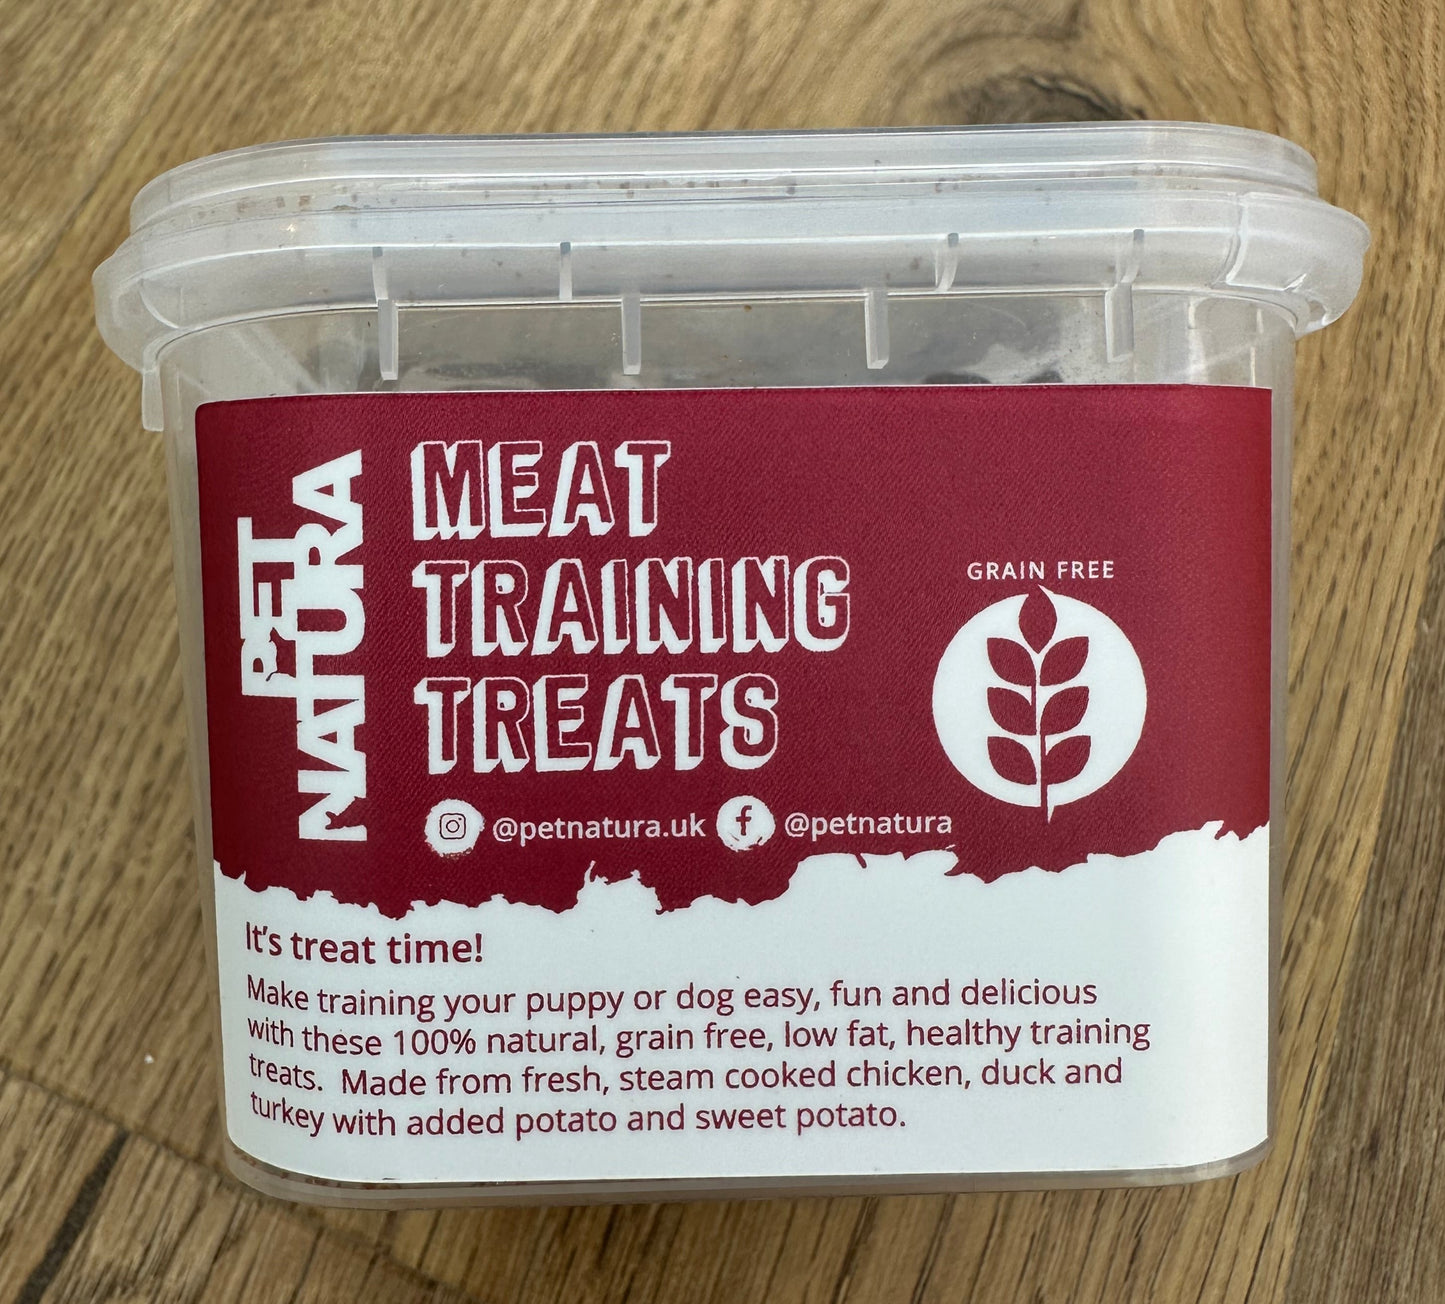 PET
NATURA
MEAT
TRAINING
TREATS
GRAIN FREE
@petnatura.uk @petnatura
It's treat time!
Make training your puppy or dog easy, fun and delicious
with these 100% natural, grain free, low fat, healthy training
treats. Made from fresh, steam cooked chicken, duck and
turkey with added potato and sweet potato.